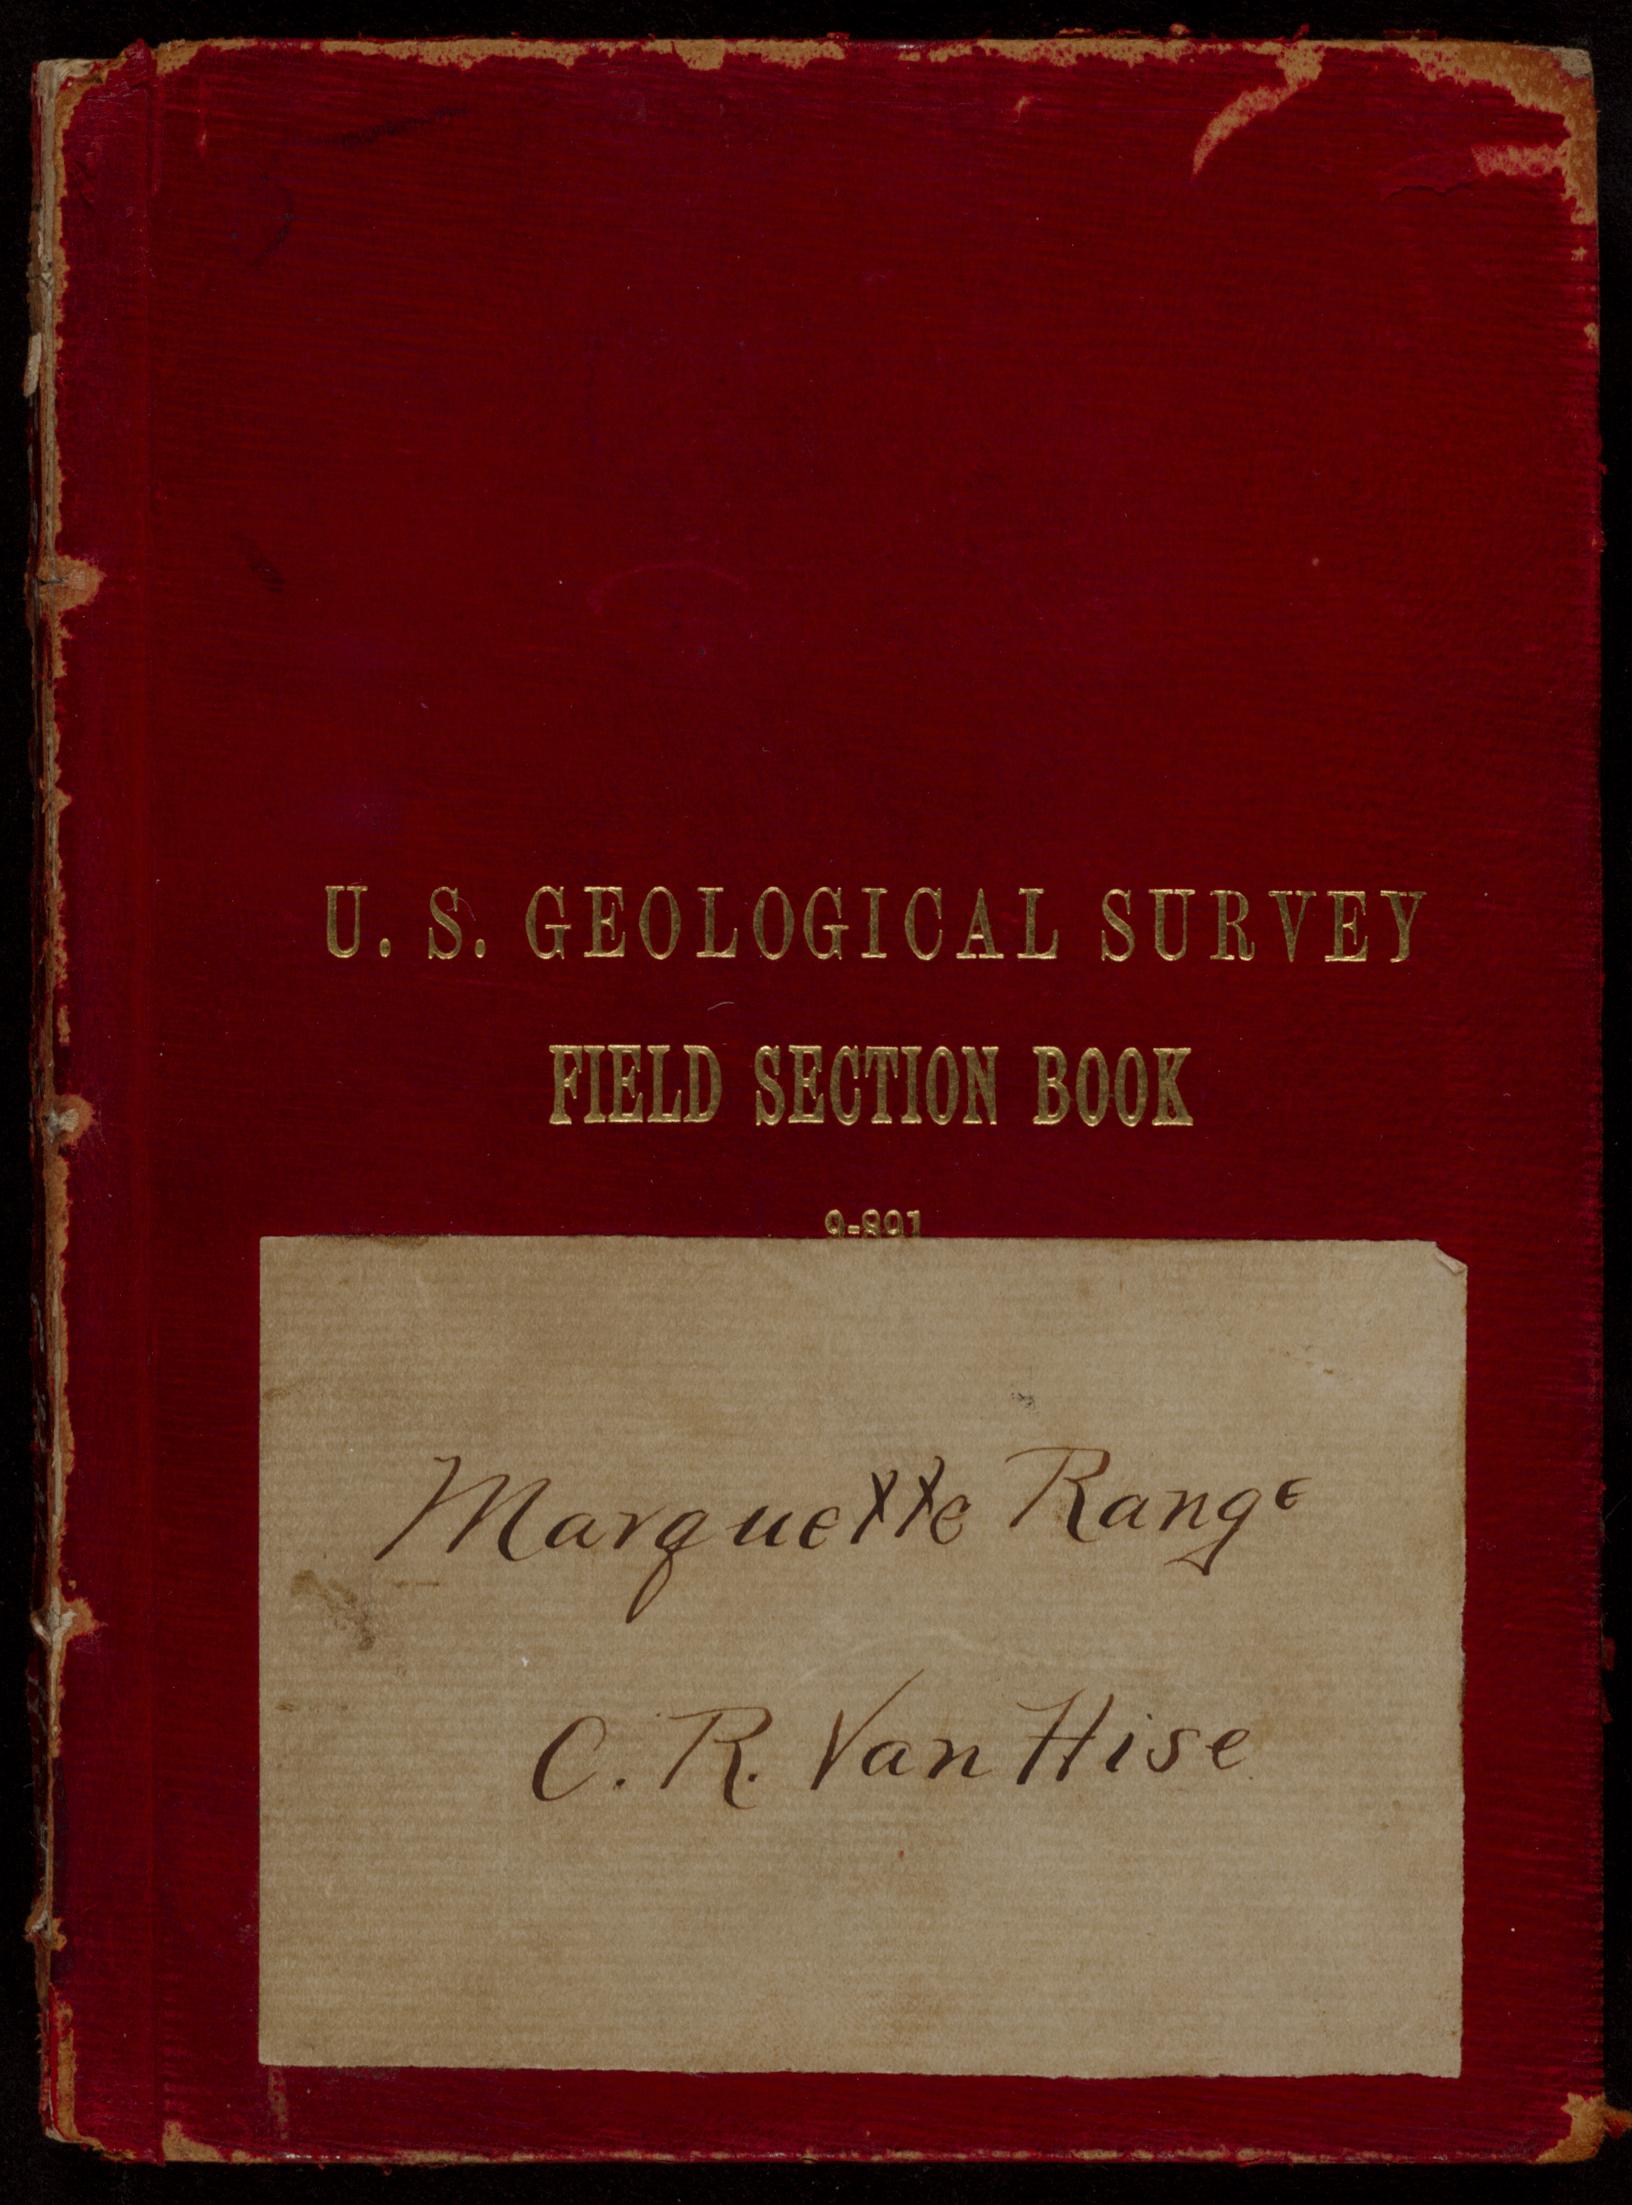 U. S. GEOLOGICAL SURVEY
FIELD SECTION BOOK
9-891
Marquette Range
C. R. Van Hise